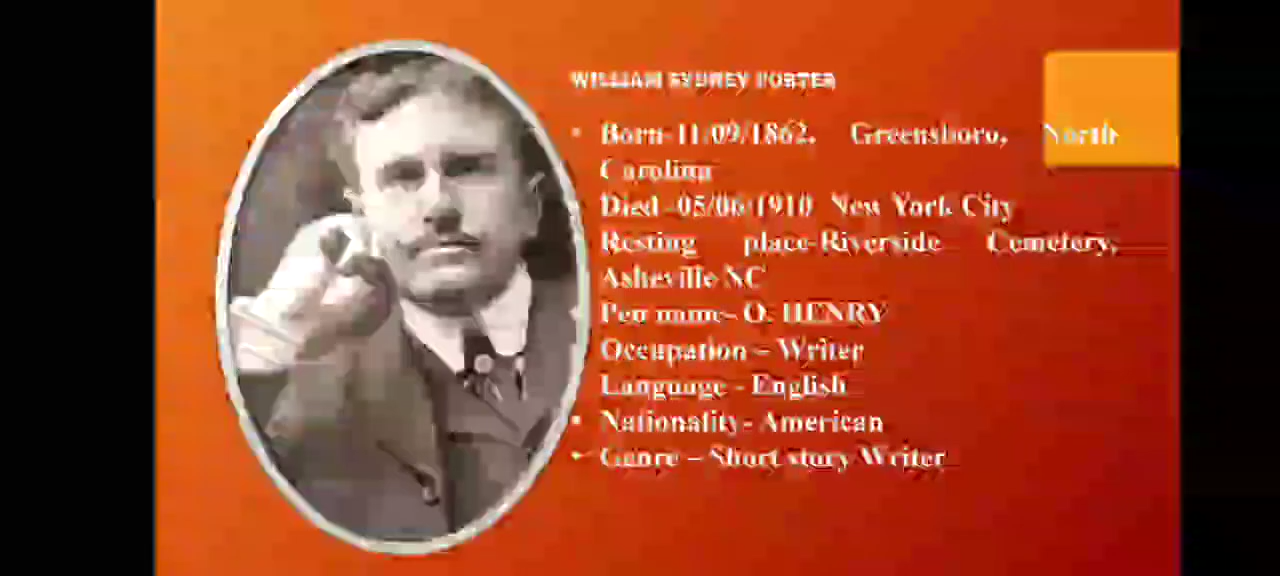 WILLIAM SYDNEY PORTER
• Born-11/09/1862, Greensboro, North
Carolina
Died -05/06/1910 New York City
Resting place-Riverside Cemetery,
Asheville NC
Pen name- O. HENRY
Occupation – Writer
Language - English
• Nationality- American
• Genre – Short story Writer